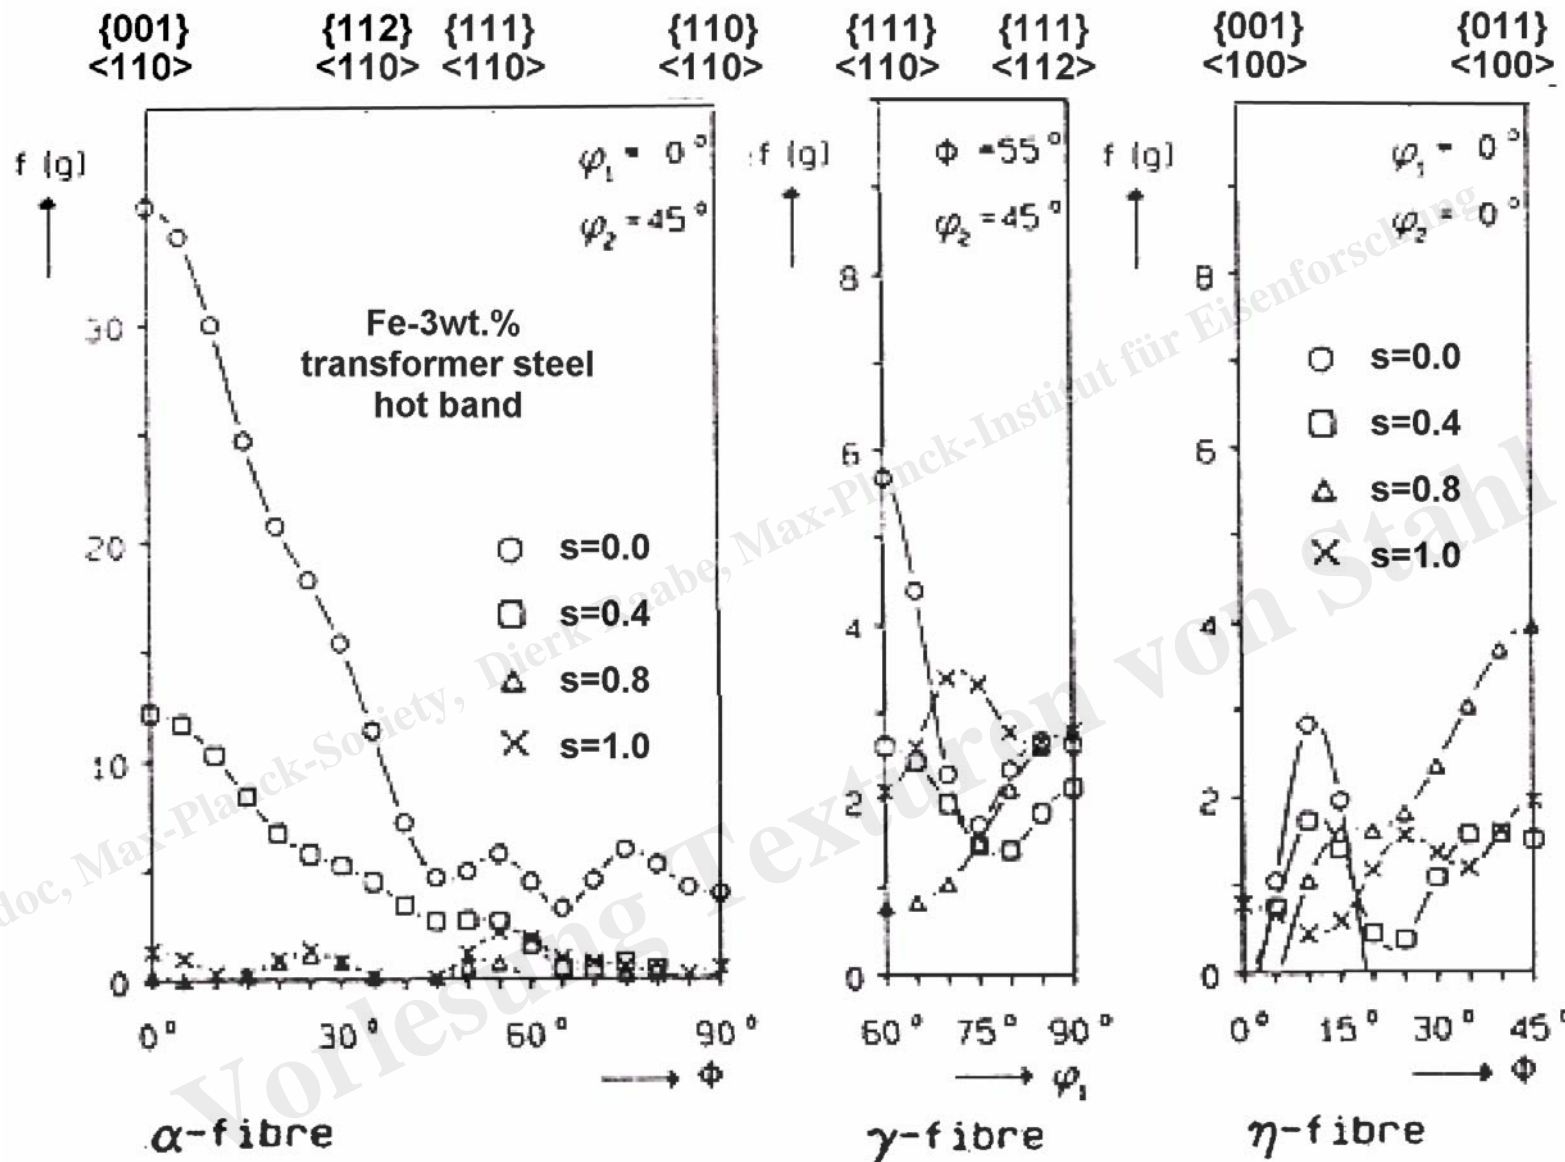 {001} {112} {111} {110}
<110> <110> <110> <110>
f (g)
φ₁ = 0°
φ₂ = 45°
Fe-3wt.%
transformer steel
hot band
s=0.0
s=0.4
s=0.8
s=1.0
30
20
10
0
0° 30° 60° 90°
Φ
α-fibre
{111} {111}
<110> <112>
f (g)
Φ = 55°
φ₂ = 45°
8
6
4
2
0
60° 75° 90°
φ₁
γ-fibre
{001} {011}
<100> <100>
f (g)
φ₁ = 0°
φ₂ = 0°
s=0.0
s=0.4
s=0.8
s=1.0
8
6
4
2
0
0° 15° 30° 45°
Φ
η-fibre
doc, Max-Planck-Society, Dierk Raabe, Max-Planck-Institut für Eisenforschung
Vorlesung Texturen von Stahl